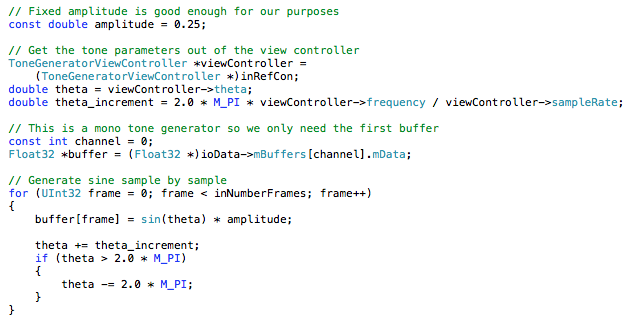 // Fixed amplitude is good enough for our purposes
const double amplitude = 0.25;

// Get the tone parameters out of the view controller
ToneGeneratorViewController *viewController =
    (ToneGeneratorViewController *)inRefCon;
double theta = viewController->theta;
double theta_increment = 2.0 * M_PI * viewController->frequency / viewController->sampleRate;

// This is a mono tone generator so we only need the first buffer
const int channel = 0;
Float32 *buffer = (Float32 *)ioData->mBuffers[channel].mData;

// Generate sine sample by sample
for (UInt32 frame = 0; frame < inNumberFrames; frame++)
{
    buffer[frame] = sin(theta) * amplitude;

    theta += theta_increment;
    if (theta > 2.0 * M_PI)
    {
        theta -= 2.0 * M_PI;
    }
}